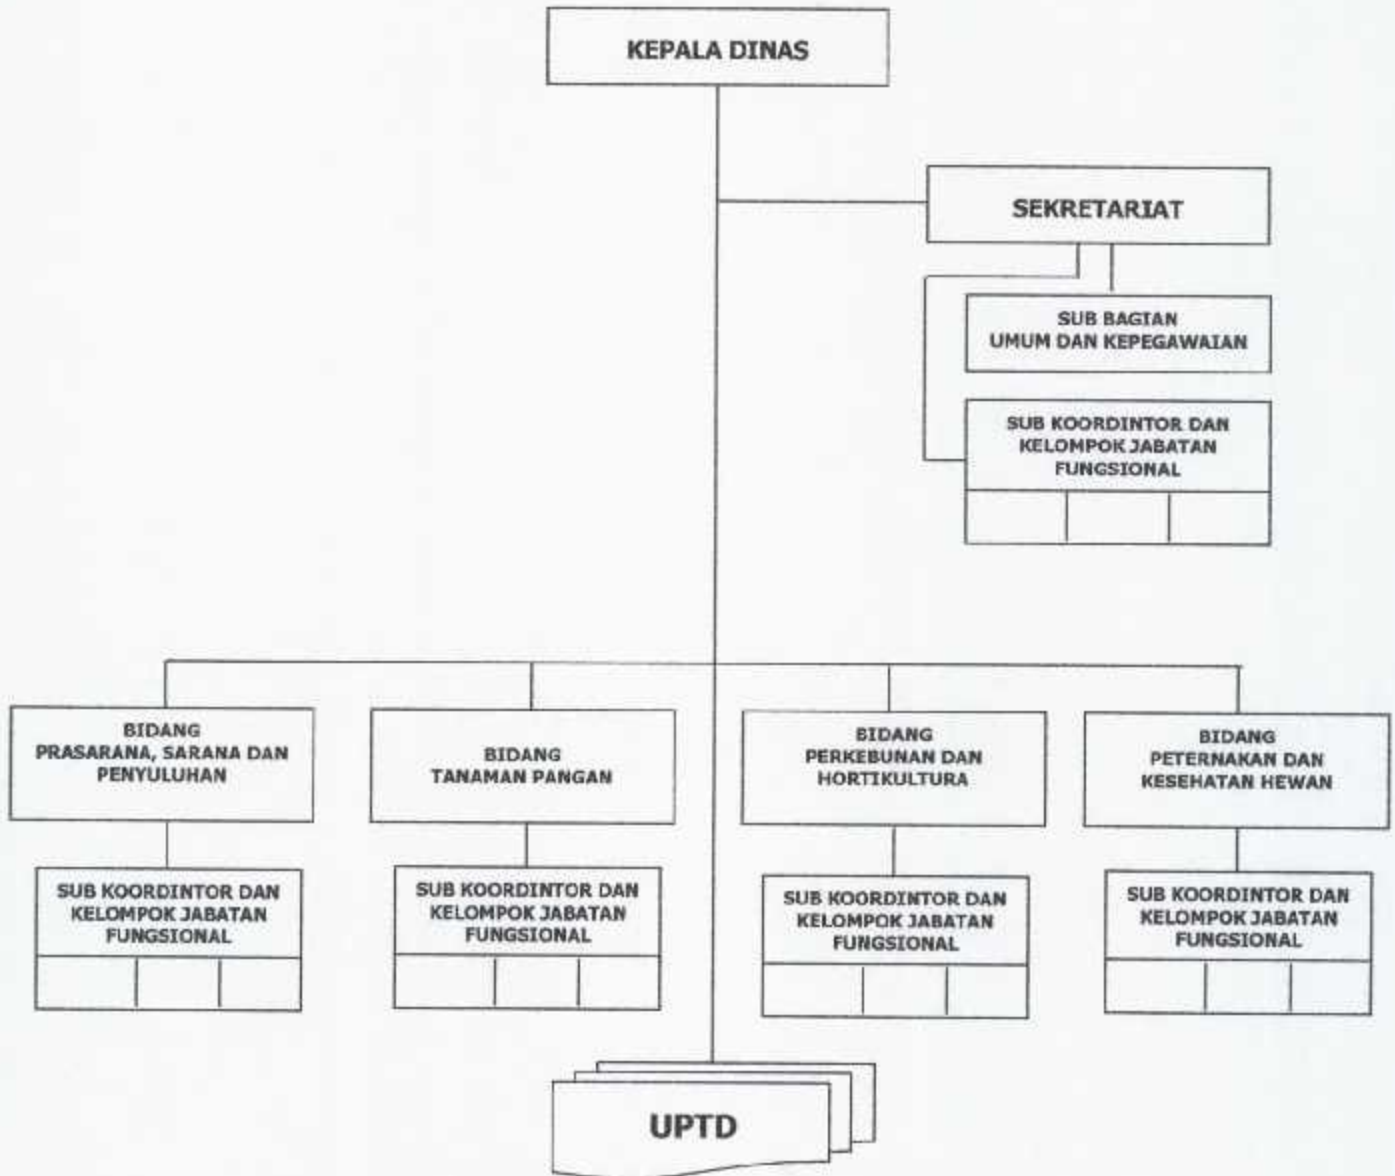 KEPALA DINAS
SEKRETARIAT
SUB BAGIAN
UMUM DAN KEPEGAWAIAN
SUB KOORDINTOR DAN
KELOMPOK JABATAN
FUNGSIONAL
BIDANG
PRASARANA, SARANA DAN
PENYULUHAN
BIDANG
TANAMAN PANGAN
BIDANG
PERKEBUNAN DAN
HORTIKULTURA
BIDANG
PETERNAKAN DAN
KESEHATAN HEWAN
SUB KOORDINTOR DAN
KELOMPOK JABATAN
FUNGSIONAL
SUB KOORDINTOR DAN
KELOMPOK JABATAN
FUNGSIONAL
SUB KOORDINTOR DAN
KELOMPOK JABATAN
FUNGSIONAL
SUB KOORDINTOR DAN
KELOMPOK JABATAN
FUNGSIONAL
UPTD